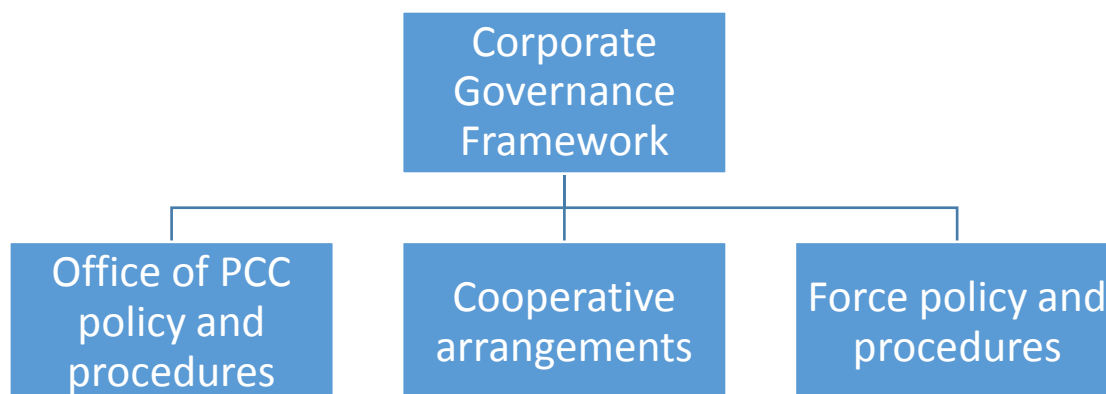 Corporate
Governance
Framework
Office of PCC
policy and
procedures
Cooperative
arrangements
Force policy and
procedures